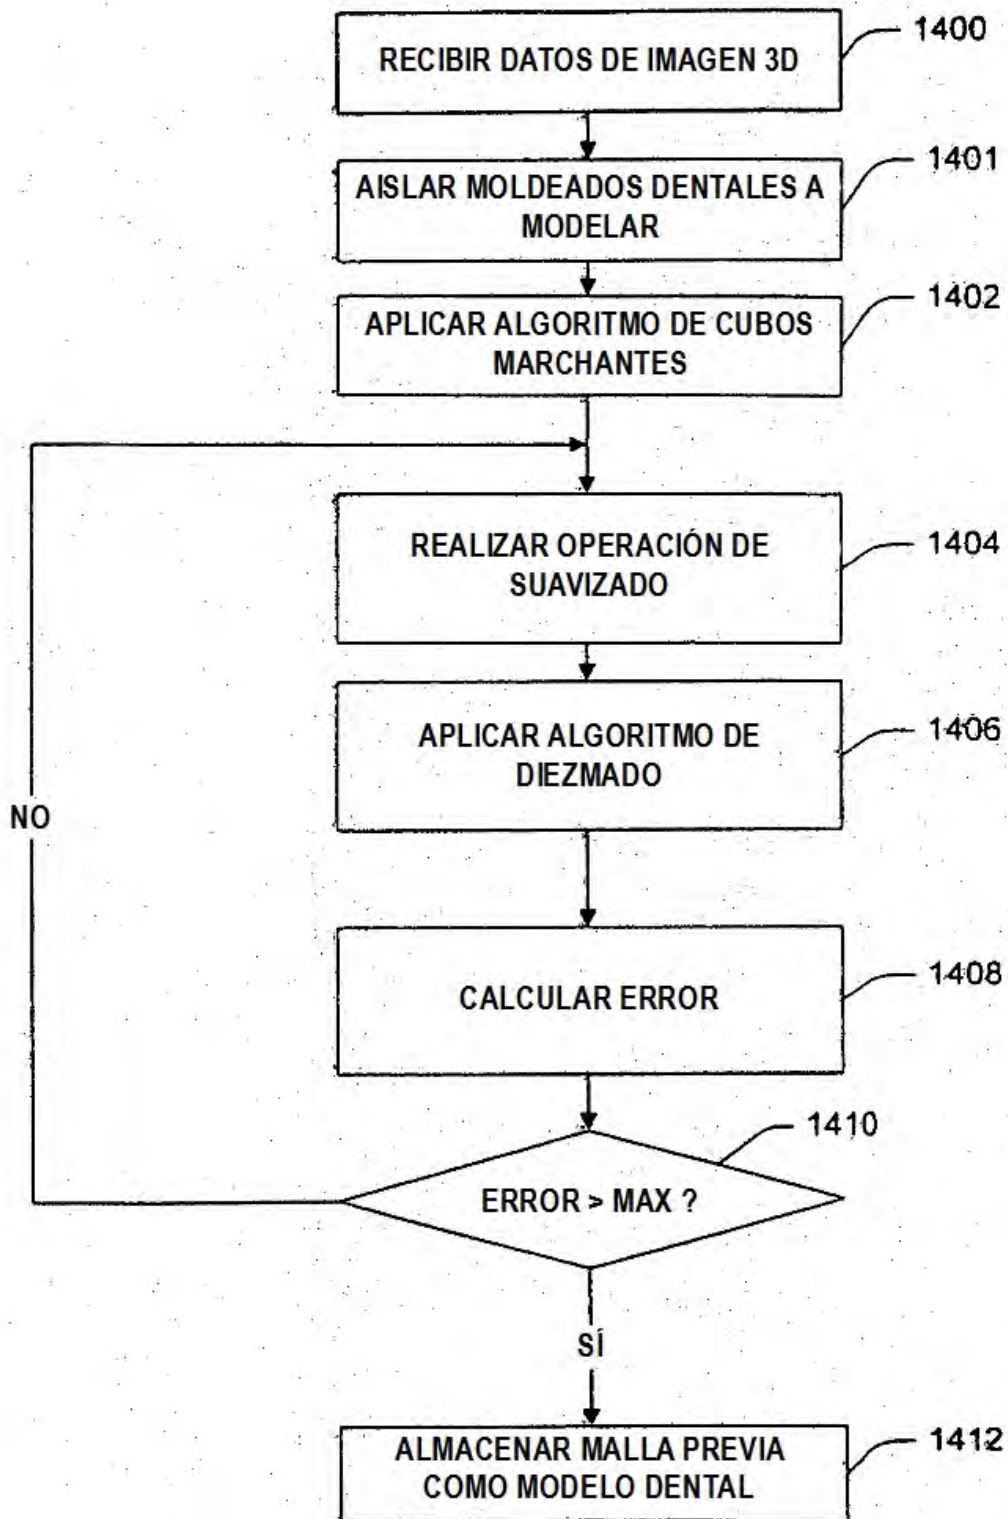 1400
RECIBIR DATOS DE IMAGEN 3D
1401
AISLAR MOLDEADOS DENTALES A
MODELAR
1402
APLICAR ALGORITMO DE CUBOS
MARCHANTES
1404
REALIZAR OPERACIÓN DE
SUAVIZADO
1406
APLICAR ALGORITMO DE
DIEZMADO
NO
1408
CALCULAR ERROR
1410
ERROR > MAX ?
SÍ
1412
ALMACENAR MALLA PREVIA
COMO MODELO DENTAL